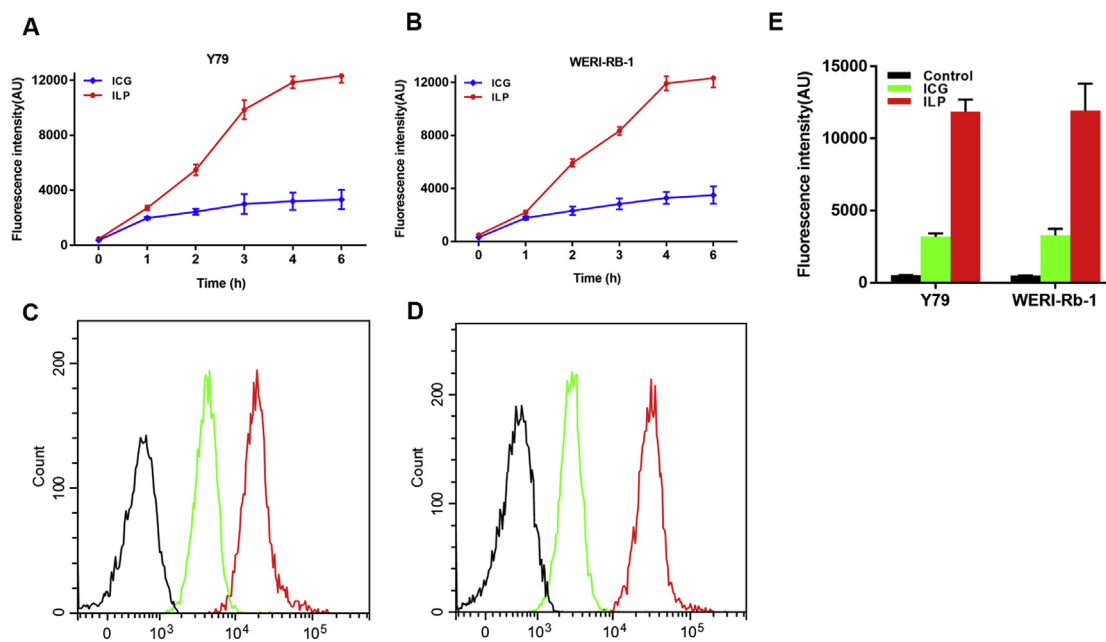 A
Y79
Fluorescence intensity(AU)
12000
8000
4000
0
ICG
ILP
0 1 2 3 4 6
Time (h)
B
WERI-RB-1
Fluorescence intensity(AU)
12000
8000
4000
0
ICG
ILP
0 1 2 3 4 6
Time (h)
E
Fluorescence intensity(AU)
15000
10000
5000
0
Control
ICG
ILP
Y79 WERI-Rb-1
C
Count
200
100
0
0 10³ 10⁴ 10⁵
D
Count
200
100
0
0 10³ 10⁴ 10⁵